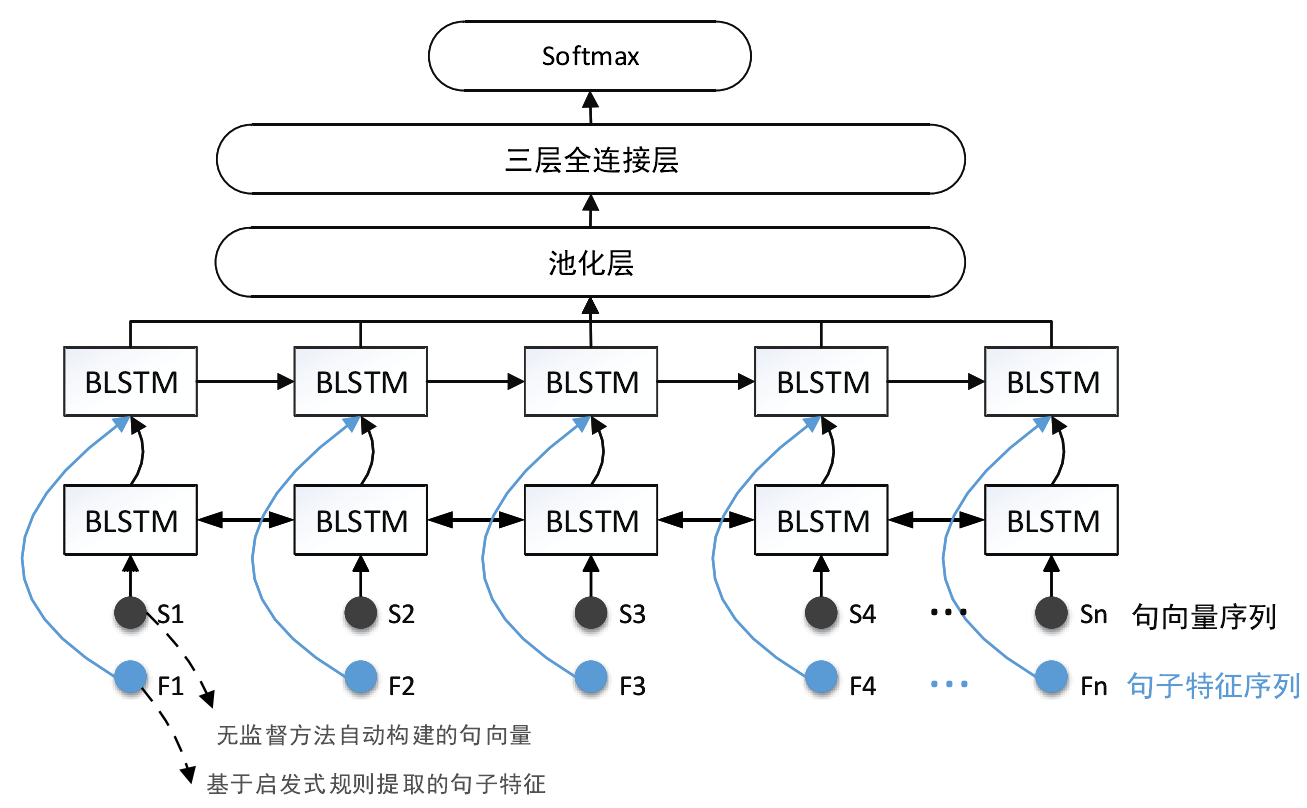 Softmax
三层全连接层
池化层
BLSTM BLSTM BLSTM BLSTM BLSTM
BLSTM BLSTM BLSTM BLSTM BLSTM
S1 S2 S3 S4 ··· Sn 句向量序列
F1 F2 F3 F4 ··· Fn 句子特征序列
无监督方法自动构建的句向量
基于启发式规则提取的句子特征